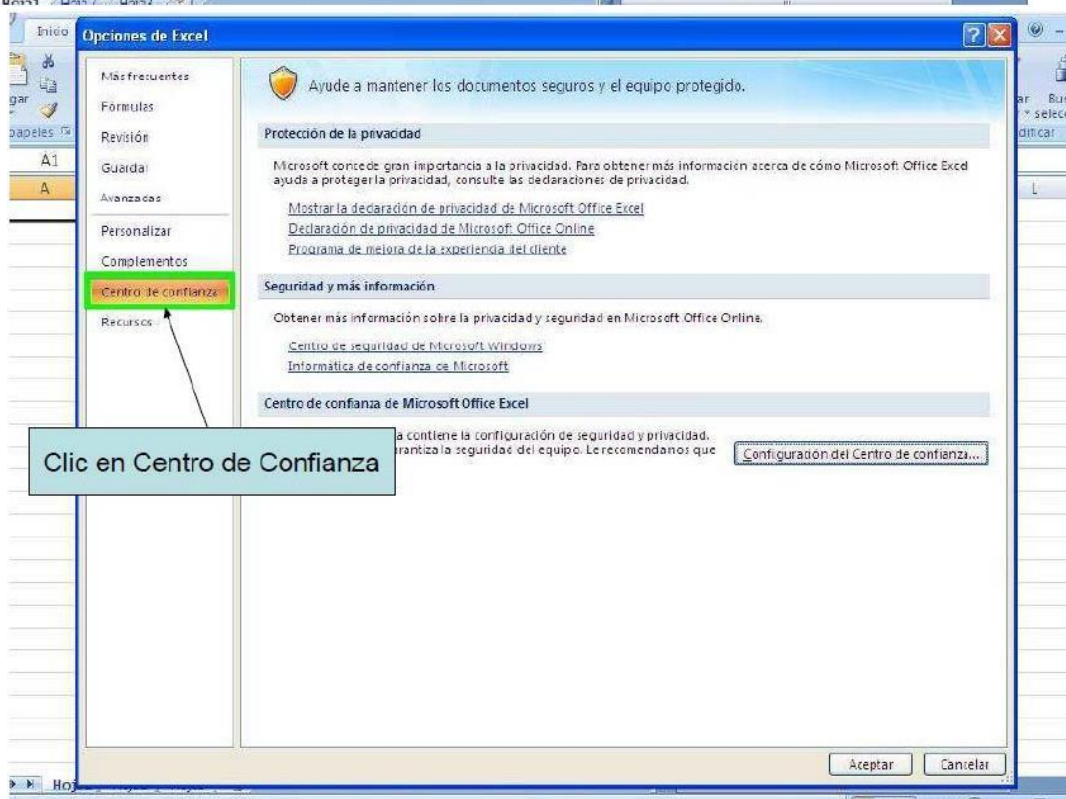 Inicio
Opciones de Excel
Más frecuentes
Fórmulas
Revisión
Guardar
Avanzadas
Personalizar
Complementos
Centro de confianza
Recursos
Ayude a mantener los documentos seguros y el equipo protegido.
Protección de la privacidad
Microsoft concede gran importancia a la privacidad. Para obtener más información acerca de cómo Microsoft Office Excel
ayuda a proteger la privacidad, consulte las declaraciones de privacidad.
Mostrar la declaración de privacidad de Microsoft Office Excel
Declaración de privacidad de Microsoft Office Online
Programa de mejora de la experiencia del cliente
Seguridad y más información
Obtener más información sobre la privacidad y seguridad en Microsoft Office Online.
Centro de seguridad de Microsoft Windows
Informática de confianza de Microsoft
Centro de confianza de Microsoft Office Excel
a contiene la configuración de seguridad y privacidad.
arantiza la seguridad del equipo. Le recomendamos que
Configuración del Centro de confianza...
Clic en Centro de Confianza
Aceptar
Cancelar
gar
papeles
A1
A
ar
Bus
selecc
dificar
L
Hoj